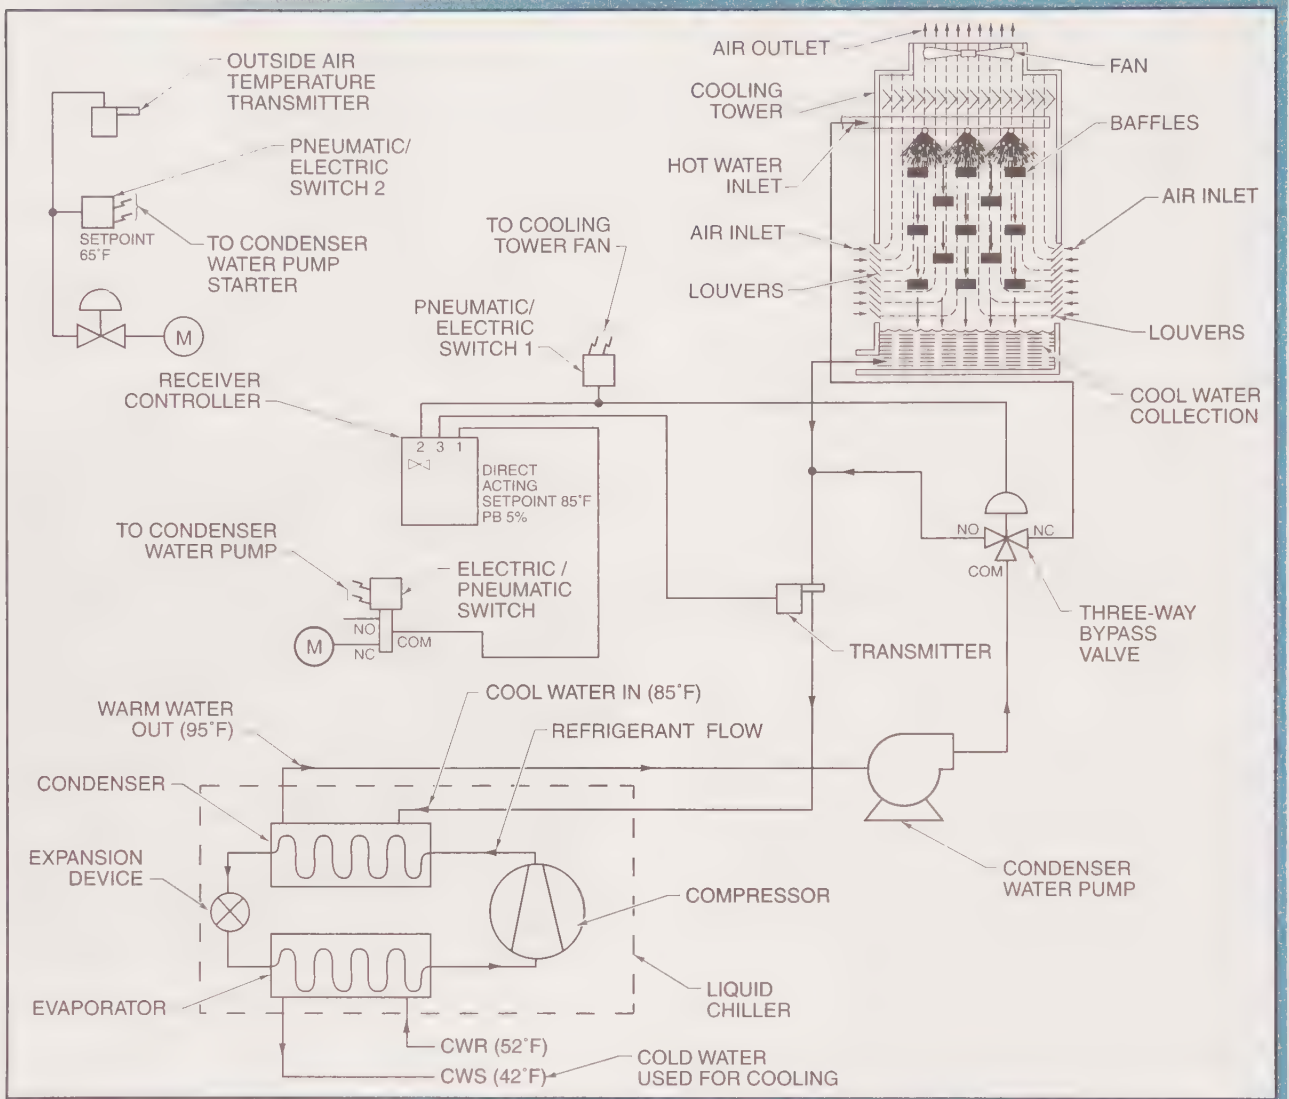 OUTSIDE AIR
TEMPERATURE
TRANSMITTER
PNEUMATIC/
ELECTRIC
SWITCH 2
SETPOINT
65°F
TO CONDENSER
WATER PUMP
STARTER
M
RECEIVER
CONTROLLER
TO COOLING
TOWER FAN
PNEUMATIC/
ELECTRIC
SWITCH 1
2 3 1
DIRECT
ACTING
SETPOINT 85°F
PB 5%
TO CONDENSER
WATER PUMP
ELECTRIC /
PNEUMATIC
SWITCH
NO
COM
NC
M
AIR OUTLET
FAN
COOLING
TOWER
BAFFLES
HOT WATER
INLET
AIR INLET
AIR INLET
LOUVERS
LOUVERS
COOL WATER
COLLECTION
NO
NC
COM
THREE-WAY
BYPASS
VALVE
TRANSMITTER
COOL WATER IN (85°F)
WARM WATER
OUT (95°F)
REFRIGERANT FLOW
CONDENSER
EXPANSION
DEVICE
COMPRESSOR
CONDENSER
WATER PUMP
EVAPORATOR
LIQUID
CHILLER
CWR (52°F)
CWS (42°F)
COLD WATER
USED FOR COOLING